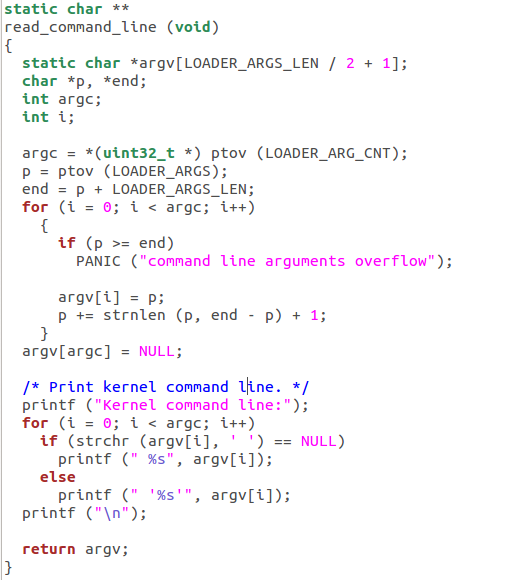 static char **
read_command_line (void)
{
  static char *argv[LOADER_ARGS_LEN / 2 + 1];
  char *p, *end;
  int argc;
  int i;

  argc = *(uint32_t *) ptov (LOADER_ARG_CNT);
  p = ptov (LOADER_ARGS);
  end = p + LOADER_ARGS_LEN;
  for (i = 0; i < argc; i++)
    {
      if (p >= end)
        PANIC ("command line arguments overflow");

      argv[i] = p;
      p += strnlen (p, end - p) + 1;
    }
  argv[argc] = NULL;

  /* Print kernel command line. */
  printf ("Kernel command line:");
  for (i = 0; i < argc; i++)
    if (strchr (argv[i], ' ') == NULL)
      printf (" %s", argv[i]);
    else
      printf (" '%s'", argv[i]);
  printf ("\n");

  return argv;
}